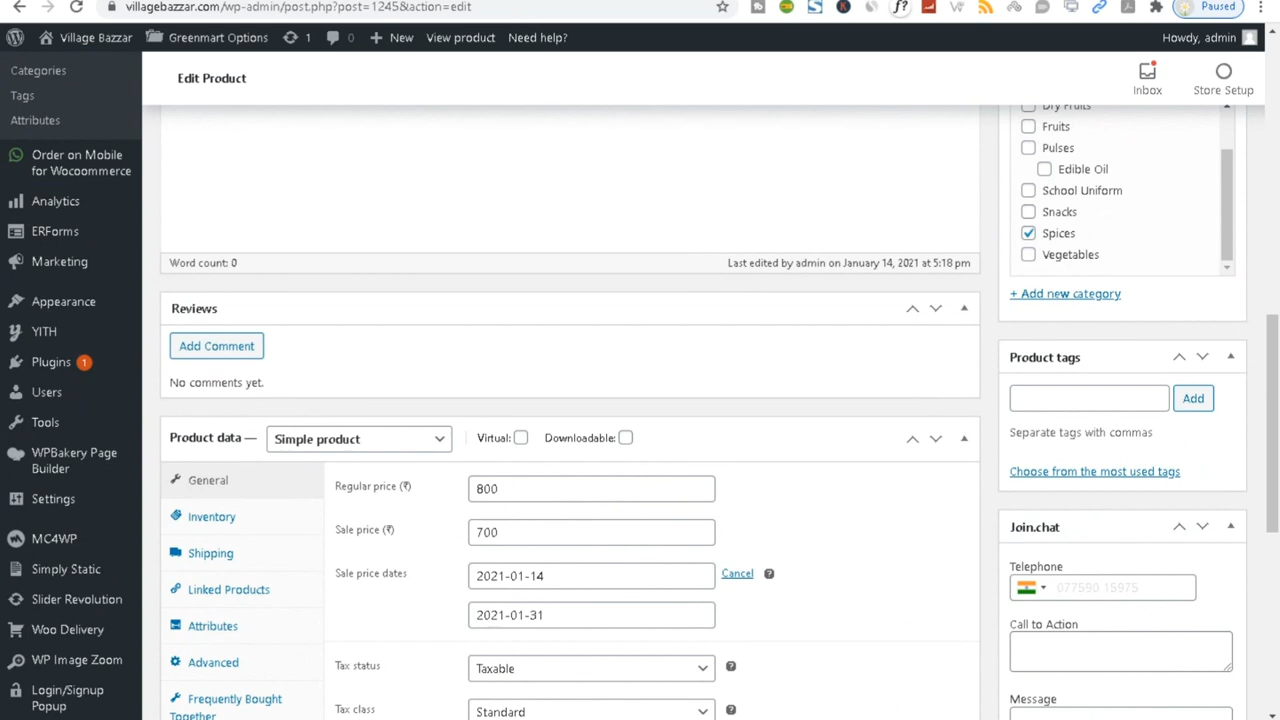 villagebazzar.com/wp-admin/post.php?post=1245&action=edit
Paused
Village Bazzar
Greenmart Options
1
0
New
View product
Need help?
Howdy, admin
Categories
Tags
Attributes
Order on Mobile
for Wocoommerce
Analytics
ERForms
Marketing
Appearance
YITH
Plugins 1
Users
Tools
WPBakery Page
Builder
Settings
MC4WP
Simply Static
Slider Revolution
Woo Delivery
WP Image Zoom
Login/Signup
Popup
Edit Product
Inbox
Store Setup
Word count: 0
Last edited by admin on January 14, 2021 at 5:18 pm
Reviews
Add Comment
No comments yet.
Product data —
Simple product
Virtual:
Downloadable:
General
Inventory
Shipping
Linked Products
Attributes
Advanced
Frequently Bought
Together
Regular price (₹)
800
Sale price (₹)
700
Sale price dates
2021-01-14
Cancel
2021-01-31
Tax status
Taxable
Tax class
Standard
Dry Fruits
Fruits
Pulses
Edible Oil
School Uniform
Snacks
Spices
Vegetables
+ Add new category
Product tags
Add
Separate tags with commas
Choose from the most used tags
Join.chat
Telephone
077590 15975
Call to Action
Message